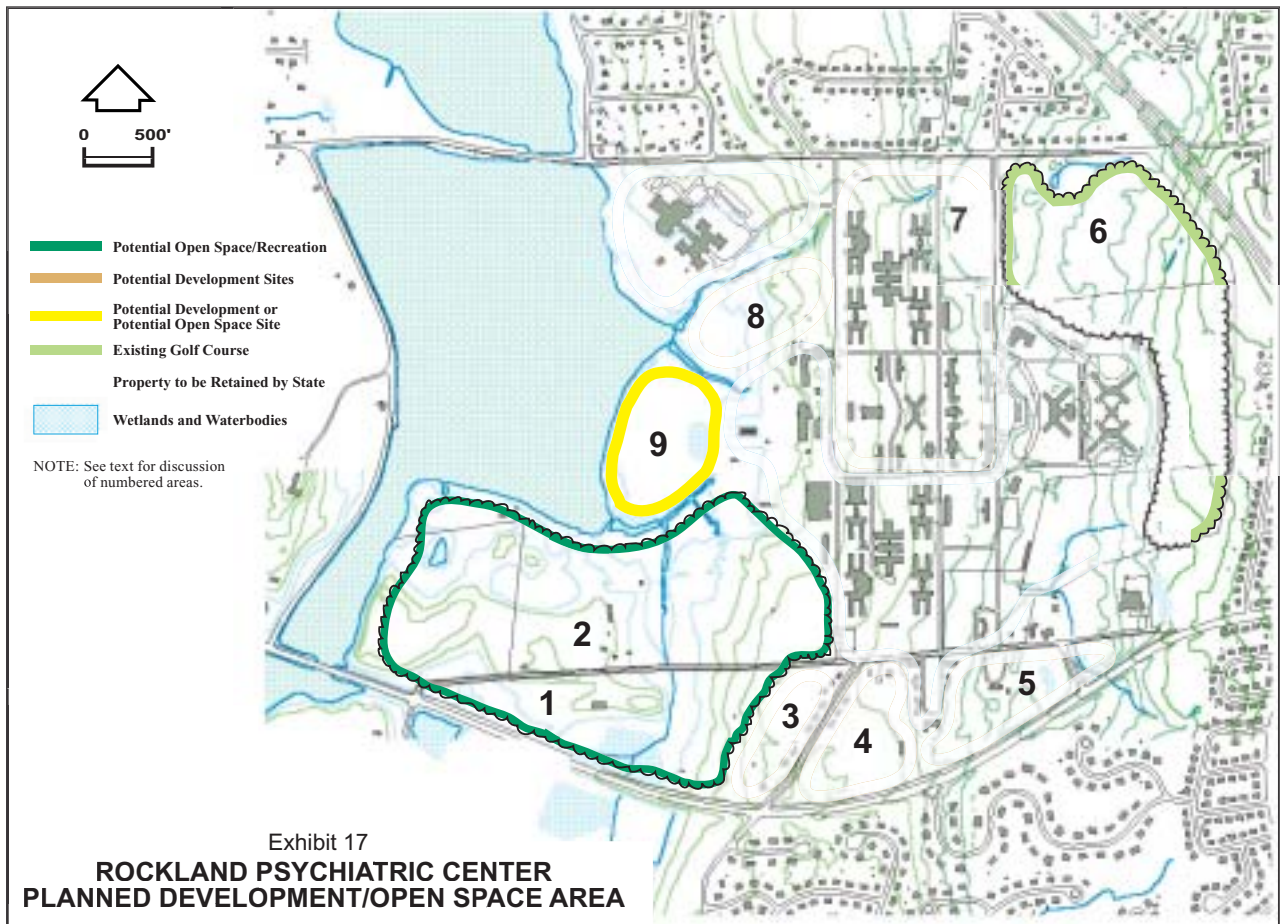 0 500'
Potential Open Space/Recreation
Potential Development Sites
Potential Development or
Potential Open Space Site
Existing Golf Course
Property to be Retained by State
Wetlands and Waterbodies
NOTE: See text for discussion
of numbered areas.
7
6
8
9
2
1
5
3
4
Exhibit 17
ROCKLAND PSYCHIATRIC CENTER
PLANNED DEVELOPMENT/OPEN SPACE AREA